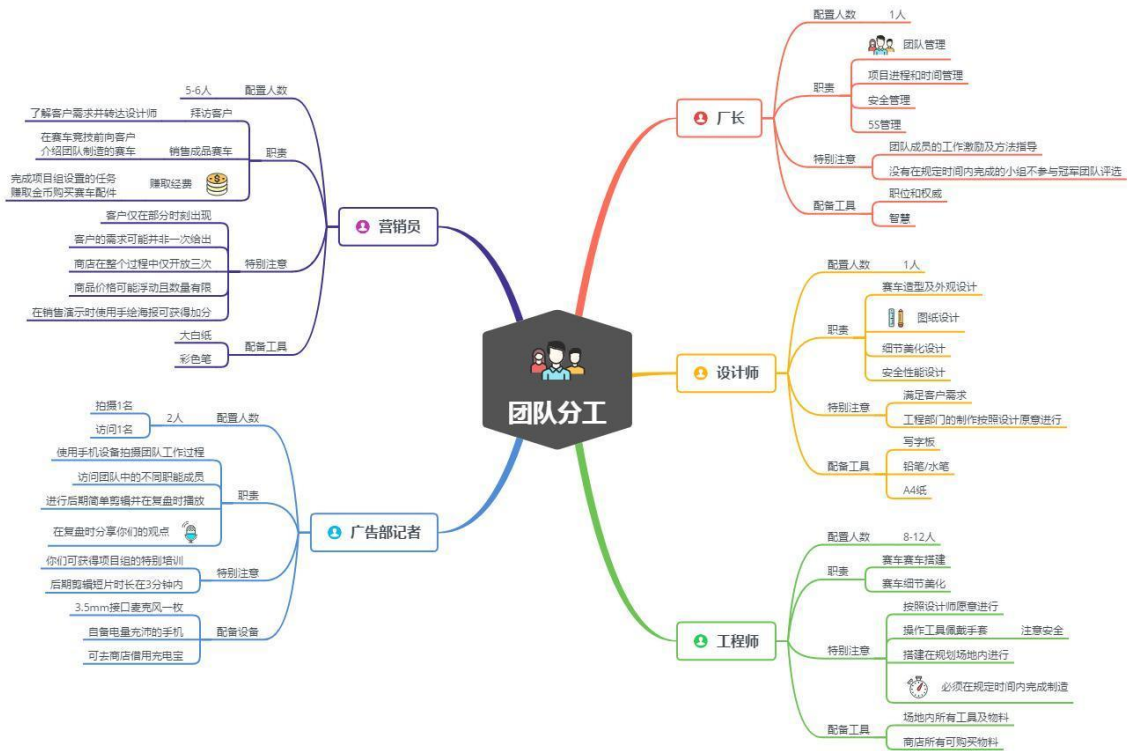 团队分工
厂长
配置人数
1人
职责
团队管理
项目进程和时间管理
安全管理
5S管理
特别注意
团队成员的工作激励及方法指导
没有在规定时间内完成的小组不参与冠军团队评选
配备工具
职位和权威
智慧
设计师
配置人数
1人
职责
赛车造型及外观设计
图纸设计
细节美化设计
安全性能设计
特别注意
满足客户需求
工程部门的制作按照设计原意进行
配备工具
写字板
铅笔/水笔
A4纸
工程师
配置人数
8-12人
职责
赛车赛车搭建
赛车细节美化
特别注意
按照设计师愿意进行
操作工具佩戴手套
注意安全
搭建在规划场地内进行
必须在规定时间内完成制造
配备工具
场地内所有工具及物料
商店所有可购买物料
营销员
配置人数
5-6人
职责
拜访客户
了解客户需求并转达设计师
销售成品赛车
在赛车竞技前向客户
介绍团队制造的赛车
赚取经费
完成项目组设置的任务
赚取金币购买赛车配件
特别注意
客户仅在部分时刻出现
客户的需求可能并非一次给出
商店在整个过程中仅开放三次
商品价格可能浮动且数量有限
在销售演示时使用手绘海报可获得加分
配备工具
大白纸
彩色笔
广告部记者
配置人数
2人
拍摄1名
访问1名
职责
使用手机设备拍摄团队工作过程
访问团队中的不同职能成员
进行后期简单剪辑并在复盘时播放
在复盘时分享你们的观点
特别注意
你们可获得项目组的特别培训
后期剪辑短片时长在3分钟内
配备设备
3.5mm接口麦克风一枚
自备电量充沛的手机
可去商店借用充电宝